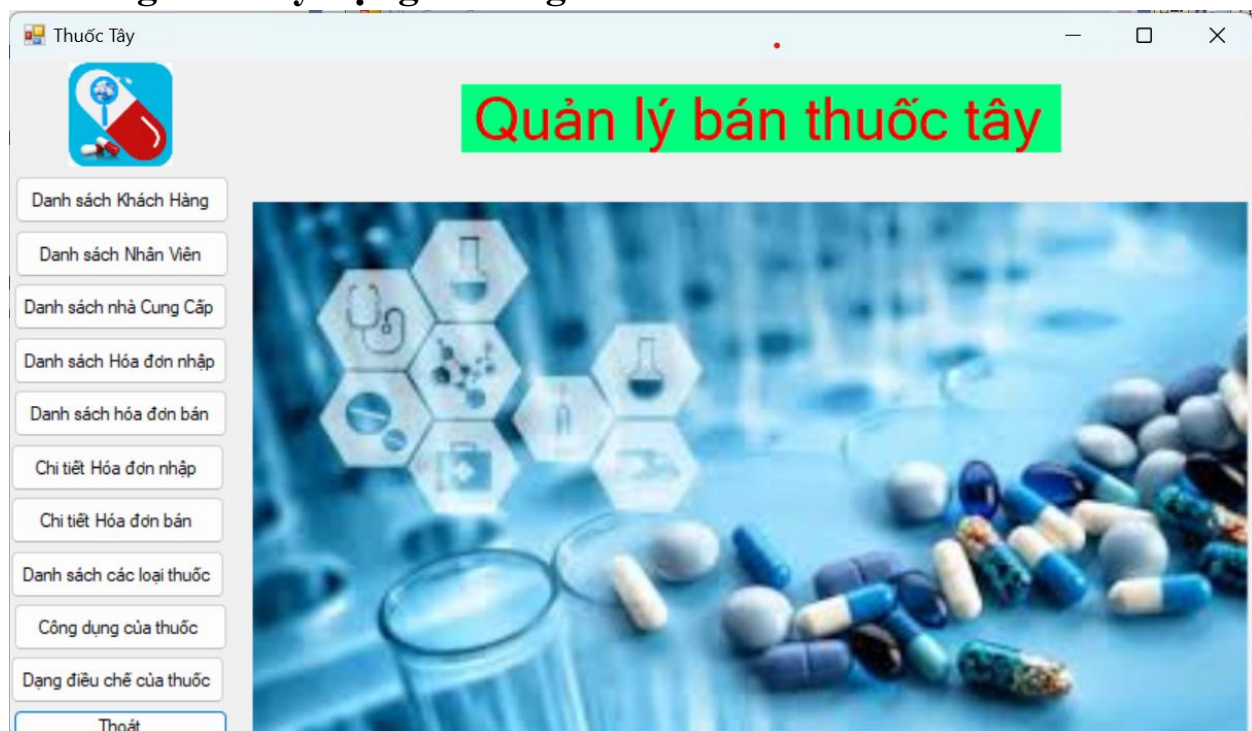 Thuốc Tây
Quản lý bán thuốc tây
Danh sách Khách Hàng
Danh sách Nhân Viên
Danh sách nhà Cung Cấp
Danh sách Hóa đơn nhập
Danh sách hóa đơn bán
Chi tiết Hóa đơn nhập
Chi tiết Hóa đơn bán
Danh sách các loại thuốc
Công dụng của thuốc
Dạng điều chế của thuốc
Thoát